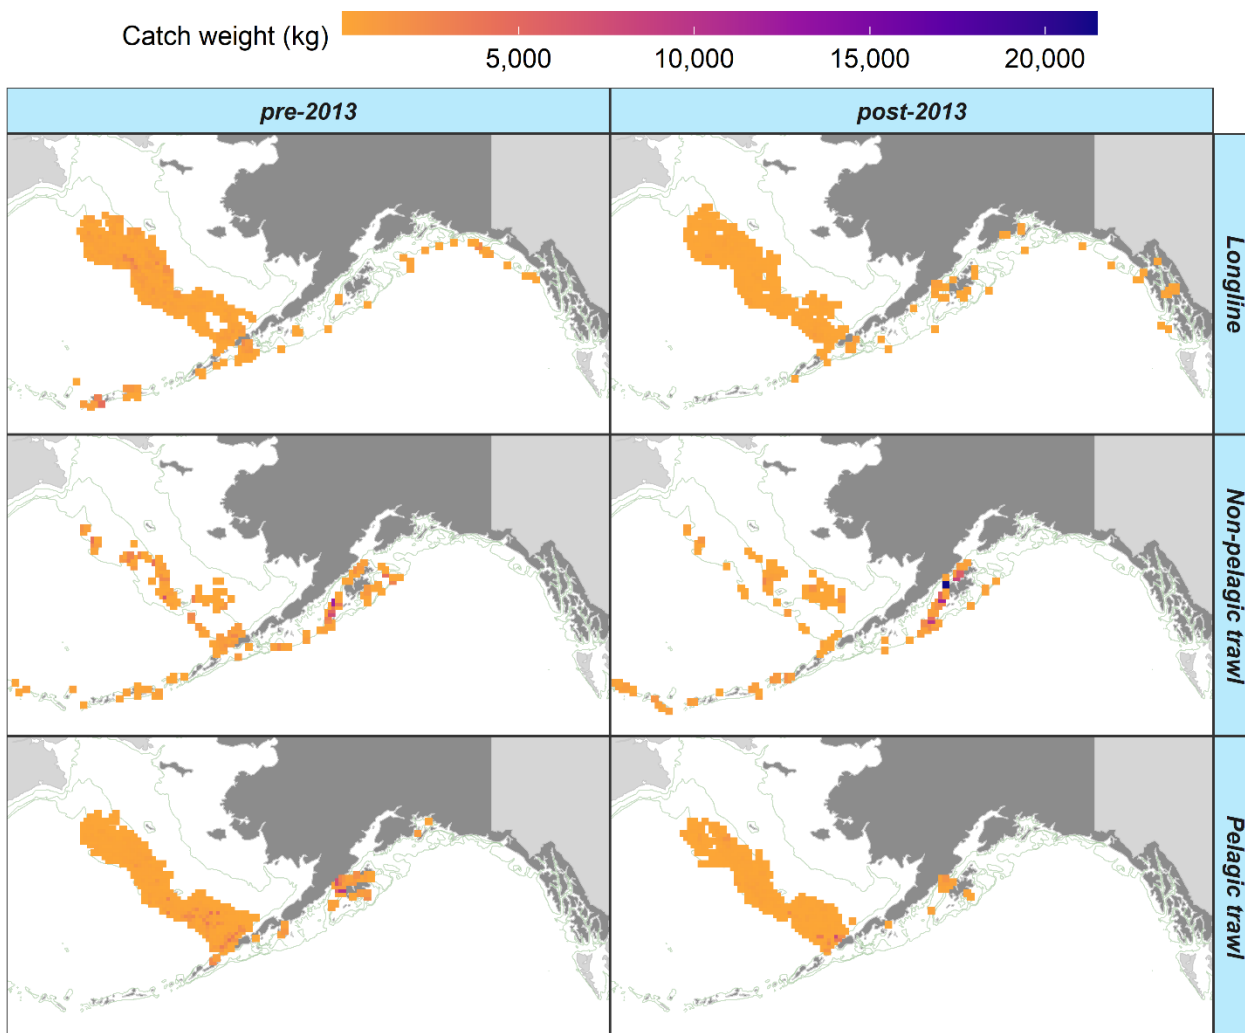 Catch weight (kg)
5,000
10,000
15,000
20,000
pre-2013
post-2013
Longline
Non-pelagic trawl
Pelagic trawl